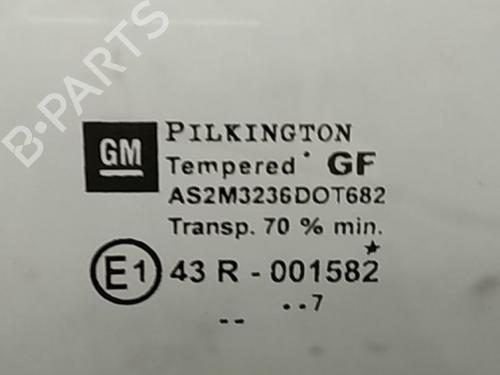 B-PARTS
GM
PILKINGTON
Tempered GF
AS2M3236DOT682
Transp. 70 % min.
E1 43 R - 001582
..7
--